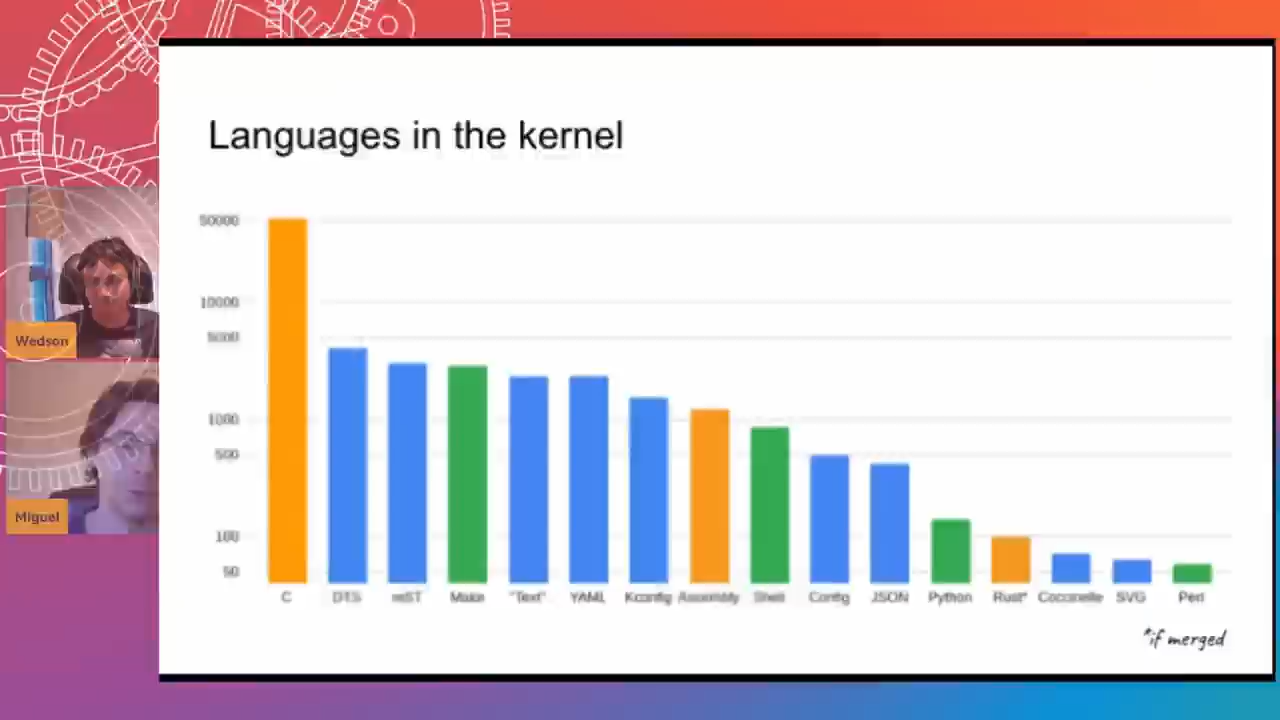 Languages in the kernel
50000
10000
5000
1000
500
100
50
C DTS reST Make "Text" YAML Kconfig Assembly Shell Config JSON Python Rust* Coccinelle SVG Perl
*if merged
Wedson
Miguel